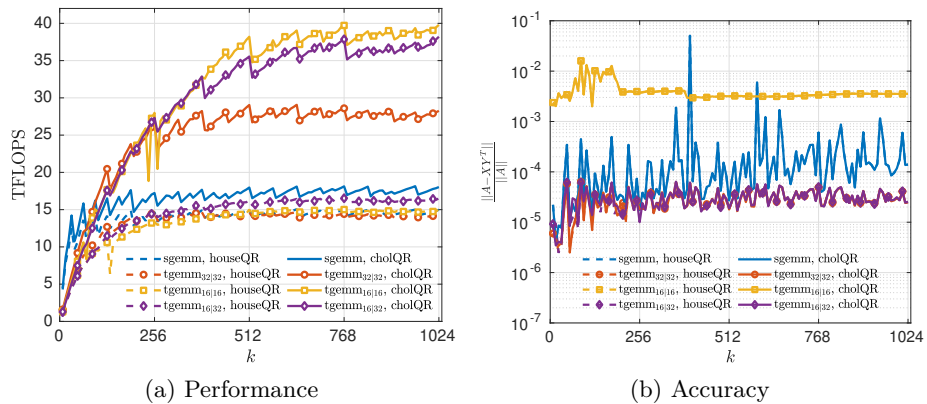 40
35
30
25
20
15
10
5
0
TFLOPS
0
256
512
768
1024
k
sgemm, houseQR
tgemm32|32, houseQR
tgemm16|16, houseQR
tgemm16|32, houseQR
sgemm, cholQR
tgemm32|32, cholQR
tgemm16|16, cholQR
tgemm16|32, cholQR
(a) Performance
10^-1
10^-2
10^-3
10^-4
10^-5
10^-6
10^-7
||A−XY^T||
||A||
0
256
512
768
1024
k
sgemm, houseQR
tgemm32|32, houseQR
tgemm16|16, houseQR
tgemm16|32, houseQR
sgemm, cholQR
tgemm32|32, cholQR
tgemm16|16, cholQR
tgemm16|32, cholQR
(b) Accuracy